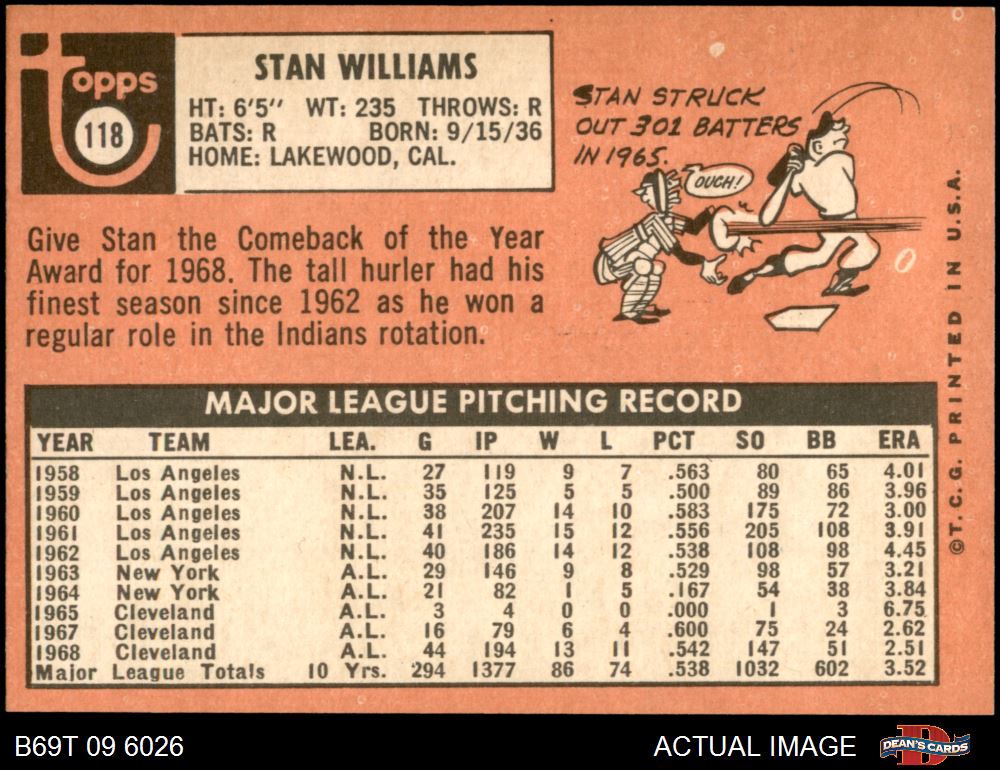 Topps
118
STAN WILLIAMS
HT: 6'5" WT: 235 THROWS: R
BATS: R BORN: 9/15/36
HOME: LAKEWOOD, CAL.
STAN STRUCK
OUT 301 BATTERS
IN 1965.
OUCH!
Give Stan the Comeback of the Year
Award for 1968. The tall hurler had his
finest season since 1962 as he won a
regular role in the Indians rotation.
MAJOR LEAGUE PITCHING RECORD
YEAR TEAM LEA. G IP W L PCT SO BB ERA
1958 Los Angeles N.L. 27 119 9 7 .563 80 65 4.01
1959 Los Angeles N.L. 35 125 5 5 .500 89 86 3.96
1960 Los Angeles N.L. 38 207 14 10 .583 175 72 3.00
1961 Los Angeles N.L. 41 235 15 12 .556 205 108 3.91
1962 Los Angeles N.L. 40 186 14 12 .538 108 98 4.45
1963 New York A.L. 29 146 9 8 .529 98 57 3.21
1964 New York A.L. 21 82 1 5 .167 54 38 3.84
1965 Cleveland A.L. 3 4 0 0 .000 1 3 6.75
1967 Cleveland A.L. 16 79 6 4 .600 75 24 2.62
1968 Cleveland A.L. 44 194 13 11 .542 147 51 2.51
Major League Totals 10 Yrs. 294 1377 86 74 .538 1032 602 3.52
©T.C.G. PRINTED IN U.S.A.
B69T 09 6026
ACTUAL IMAGE
DEAN'S CARDS